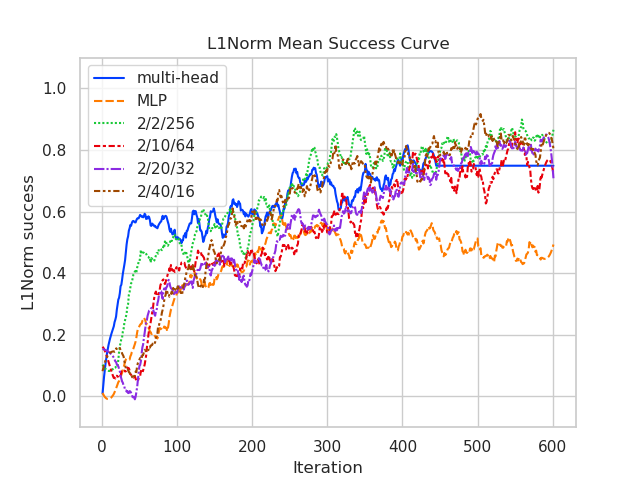 L1Norm Mean Success Curve
multi-head
MLP
2/2/256
2/10/64
2/20/32
2/40/16
L1Norm success
1.0
0.8
0.6
0.4
0.2
0.0
0 100 200 300 400 500 600
Iteration